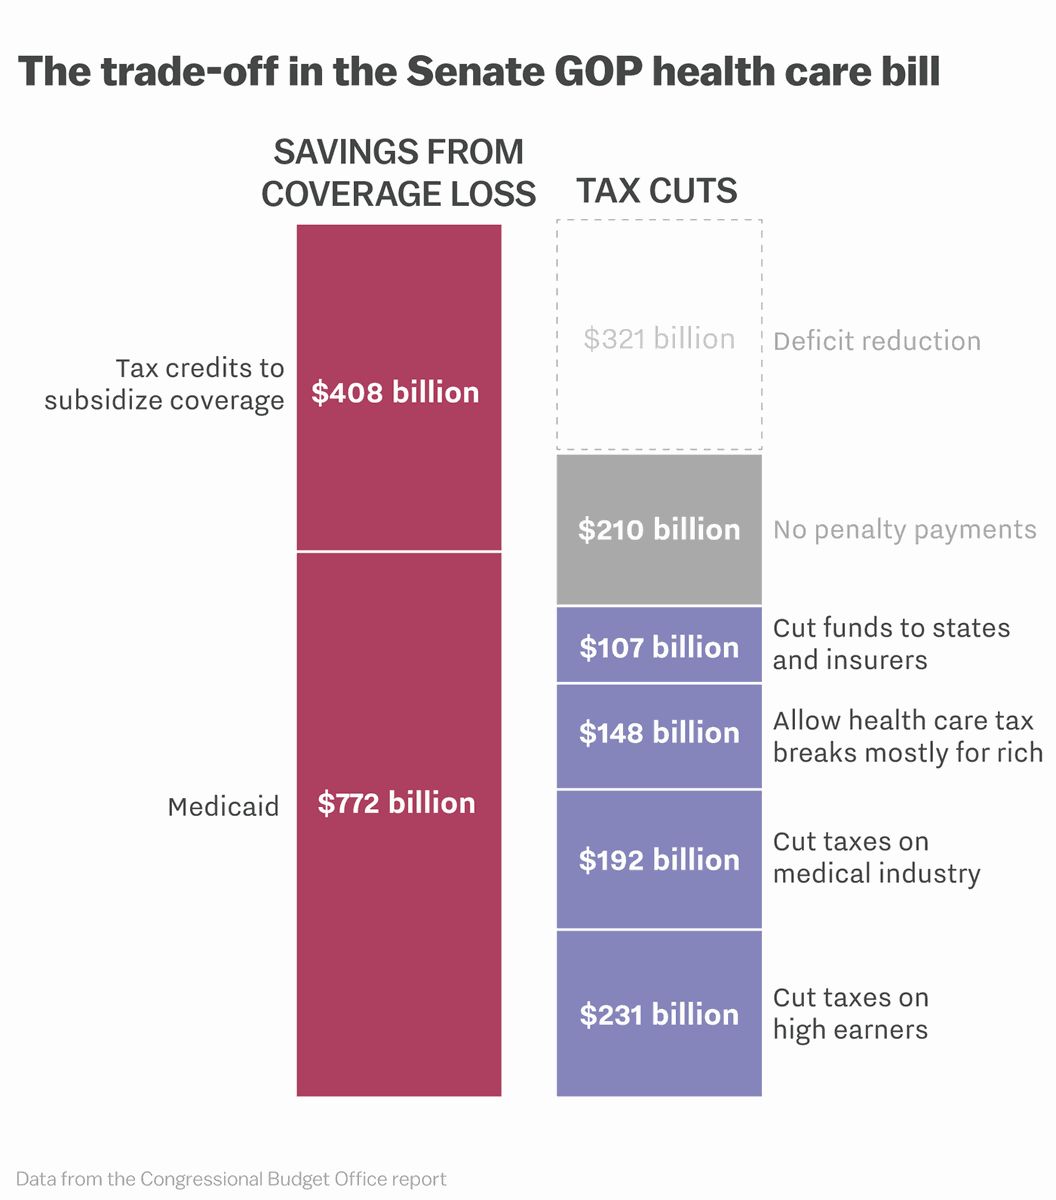 The trade-off in the Senate GOP health care bill
SAVINGS FROM
COVERAGE LOSS
TAX CUTS
Tax credits to
subsidize coverage
$408 billion
Medicaid
$772 billion
$321 billion
Deficit reduction
$210 billion
No penalty payments
$107 billion
Cut funds to states
and insurers
$148 billion
Allow health care tax
breaks mostly for rich
$192 billion
Cut taxes on
medical industry
$231 billion
Cut taxes on
high earners
Data from the Congressional Budget Office report